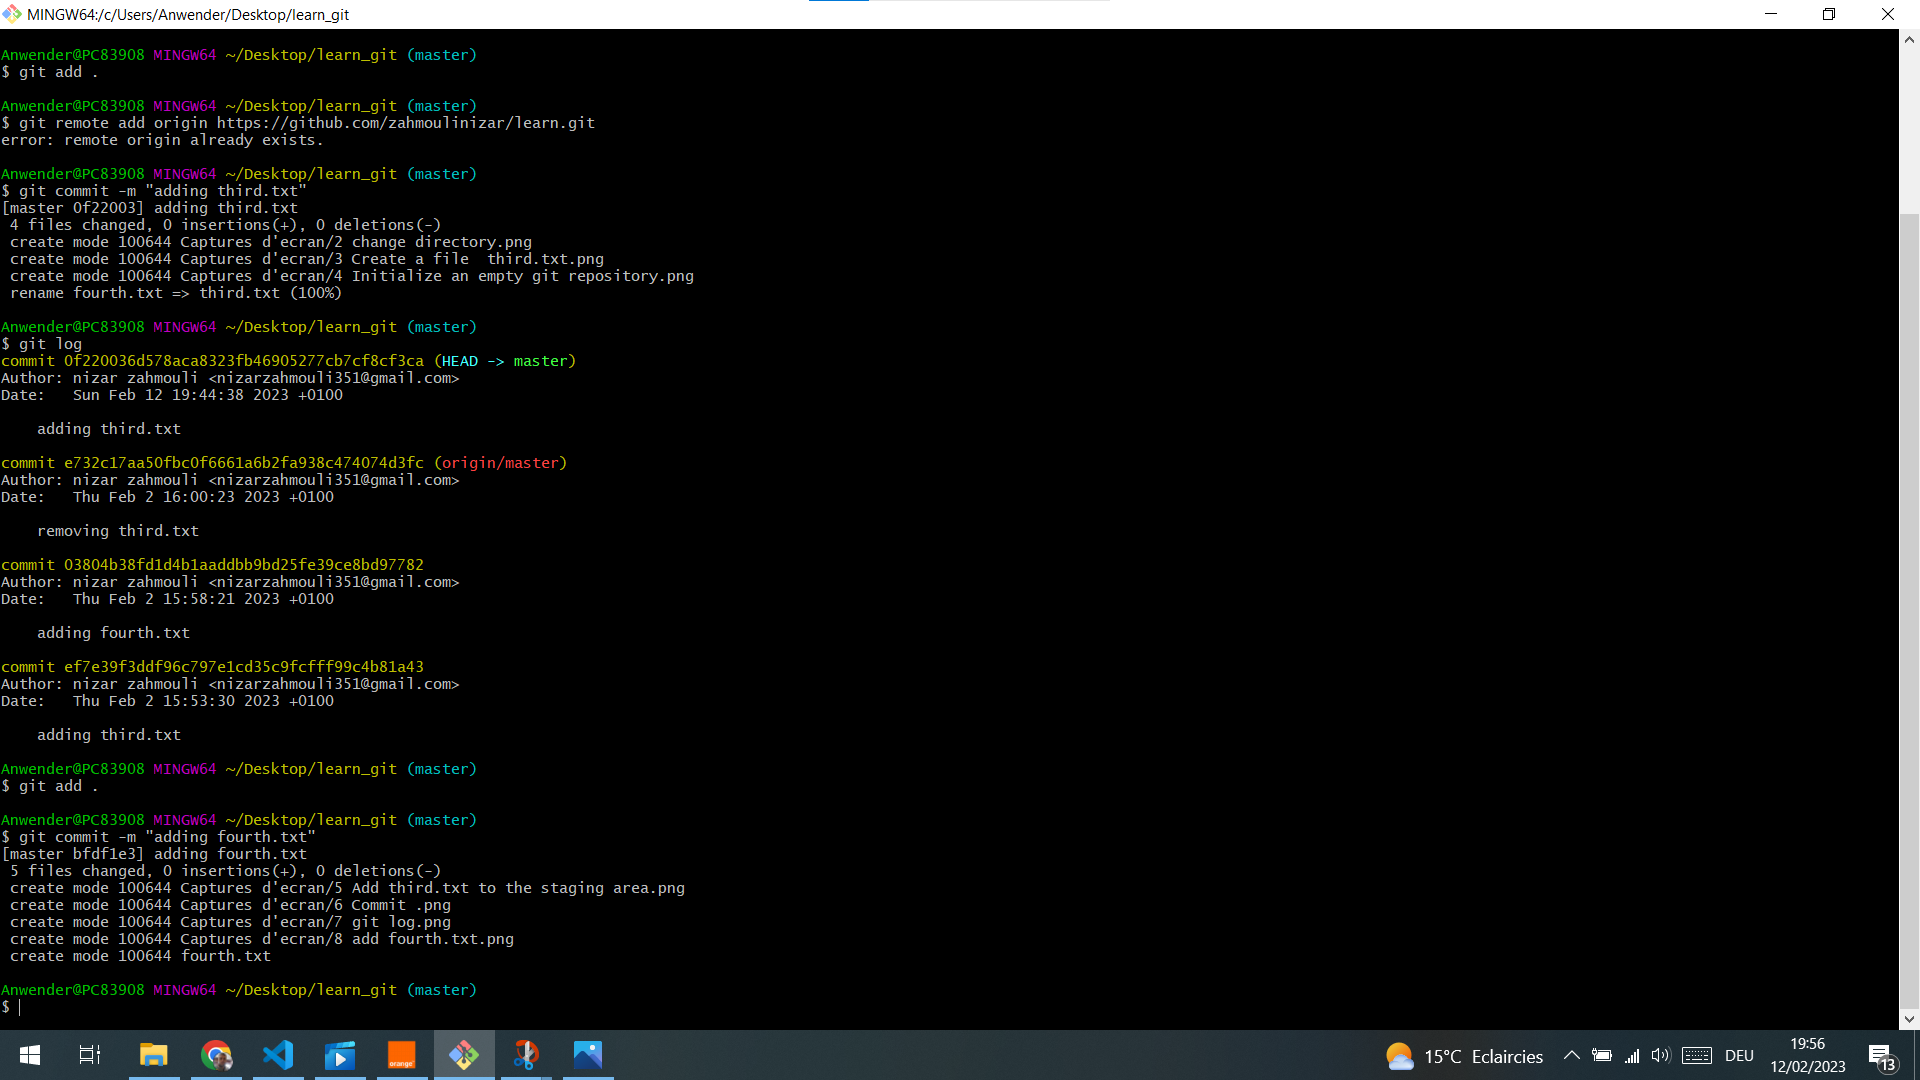 MINGW64:/c/Users/Anwender/Desktop/learn_git
Anwender@PC83908 MINGW64 ~/Desktop/learn_git (master)
$ git add .
Anwender@PC83908 MINGW64 ~/Desktop/learn_git (master)
$ git remote add origin https://github.com/zahmoulinizar/learn.git
error: remote origin already exists.
Anwender@PC83908 MINGW64 ~/Desktop/learn_git (master)
$ git commit -m "adding third.txt"
[master 0f22003] adding third.txt
 4 files changed, 0 insertions(+), 0 deletions(-)
 create mode 100644 Captures d'ecran/2 change directory.png
 create mode 100644 Captures d'ecran/3 Create a file  third.txt.png
 create mode 100644 Captures d'ecran/4 Initialize an empty git repository.png
 rename fourth.txt => third.txt (100%)
Anwender@PC83908 MINGW64 ~/Desktop/learn_git (master)
$ git log
commit 0f220036d578aca8323fb46905277cb7cf8cf3ca (HEAD -> master)
Author: nizar zahmouli <nizarzahmouli351@gmail.com>
Date:   Sun Feb 12 19:44:38 2023 +0100
    adding third.txt
commit e732c17aa50fbc0f6661a6b2fa938c474074d3fc (origin/master)
Author: nizar zahmouli <nizarzahmouli351@gmail.com>
Date:   Thu Feb 2 16:00:23 2023 +0100
    removing third.txt
commit 03804b38fd1d4b1aaddbb9bd25fe39ce8bd97782
Author: nizar zahmouli <nizarzahmouli351@gmail.com>
Date:   Thu Feb 2 15:58:21 2023 +0100
    adding fourth.txt
commit ef7e39f3ddf96c797e1cd35c9fcfff99c4b81a43
Author: nizar zahmouli <nizarzahmouli351@gmail.com>
Date:   Thu Feb 2 15:53:30 2023 +0100
    adding third.txt
Anwender@PC83908 MINGW64 ~/Desktop/learn_git (master)
$ git add .
Anwender@PC83908 MINGW64 ~/Desktop/learn_git (master)
$ git commit -m "adding fourth.txt"
[master bfdf1e3] adding fourth.txt
 5 files changed, 0 insertions(+), 0 deletions(-)
 create mode 100644 Captures d'ecran/5 Add third.txt to the staging area.png
 create mode 100644 Captures d'ecran/6 Commit .png
 create mode 100644 Captures d'ecran/7 git log.png
 create mode 100644 Captures d'ecran/8 add fourth.txt.png
 create mode 100644 fourth.txt
Anwender@PC83908 MINGW64 ~/Desktop/learn_git (master)
$
orange
15°C Eclaircies
DEU
19:56
12/02/2023
13